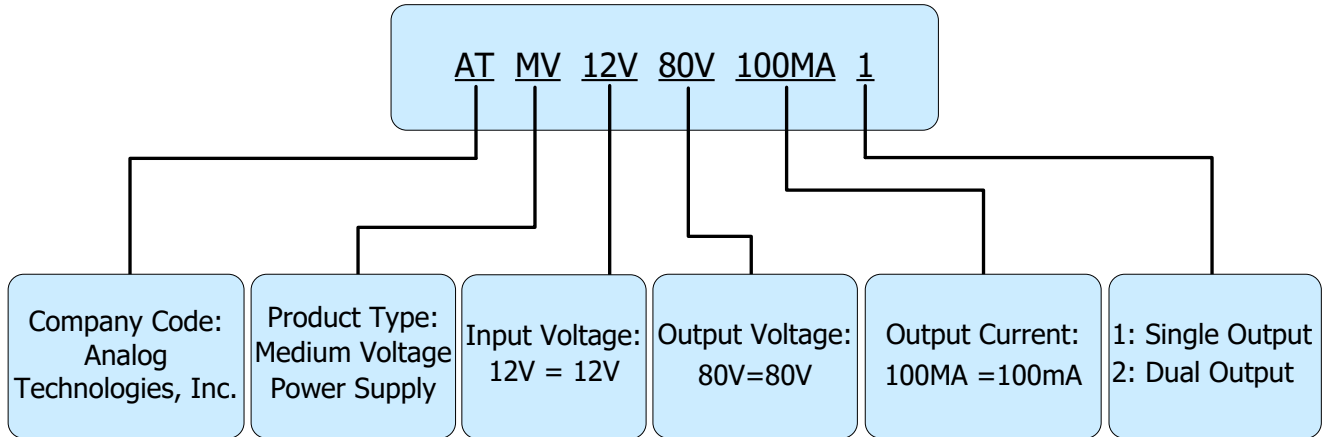 AT MV 12V 80V 100MA 1
Company Code:
Analog
Technologies, Inc.
Product Type:
Medium Voltage
Power Supply
Input Voltage:
12V = 12V
Output Voltage:
80V=80V
Output Current:
100MA =100mA
1: Single Output
2: Dual Output